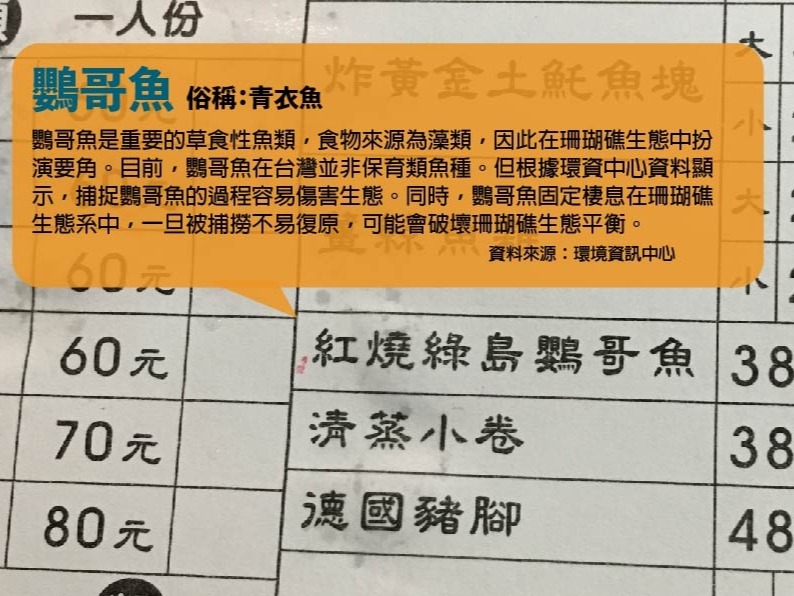 一人份
大
炸黃金土魠魚塊
小
鸚哥魚 俗稱:青衣魚
鸚哥魚是重要的草食性魚類,食物來源為藻類,因此在珊瑚礁生態中扮
演要角。目前,鸚哥魚在台灣並非保育類魚種。但根據環資中心資料顯
示,捕捉鸚哥魚的過程容易傷害生態。同時,鸚哥魚固定棲息在珊瑚礁
生態系中,一旦被捕撈不易復原,可能會破壞珊瑚礁生態平衡。
資料來源:環境資訊中心
大
60元
小
60元 紅燒綠島鸚哥魚 38
70元 清蒸小卷 38
80元 德國豬腳 48